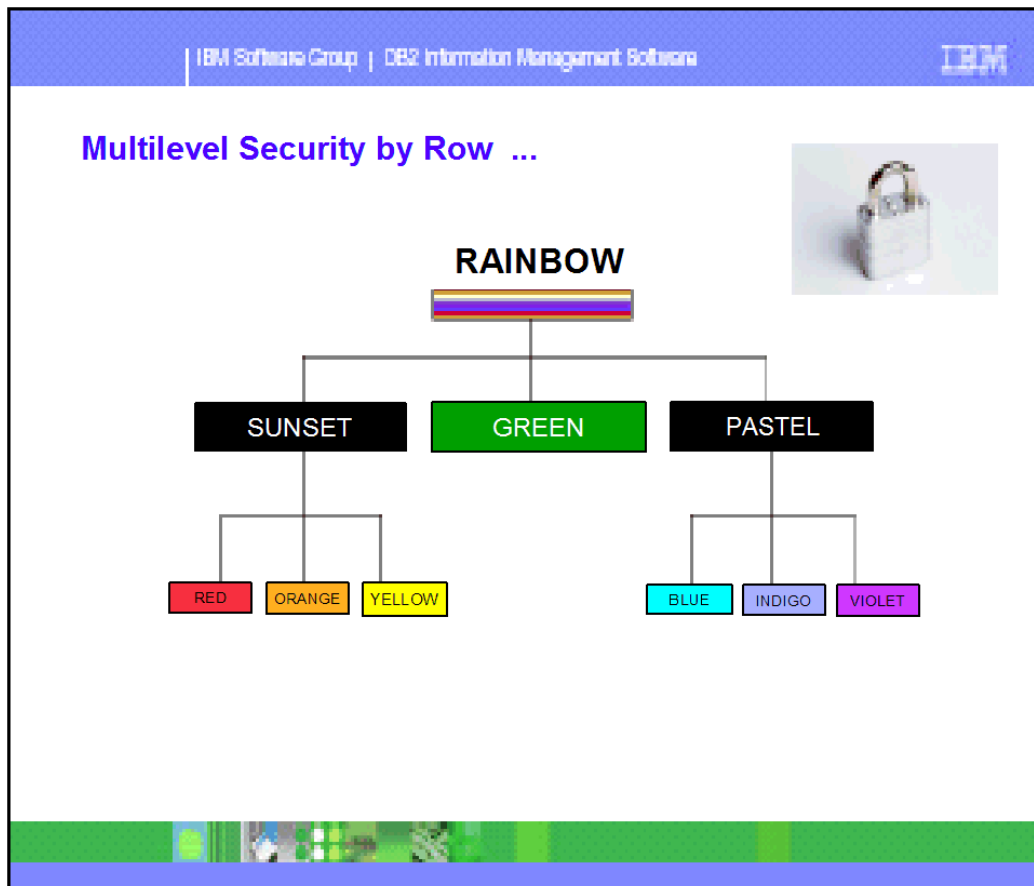 IBM Software Group | DB2 Information Management Software
IBM
Multilevel Security by Row ...
RAINBOW
SUNSET GREEN PASTEL
RED ORANGE YELLOW BLUE INDIGO VIOLET